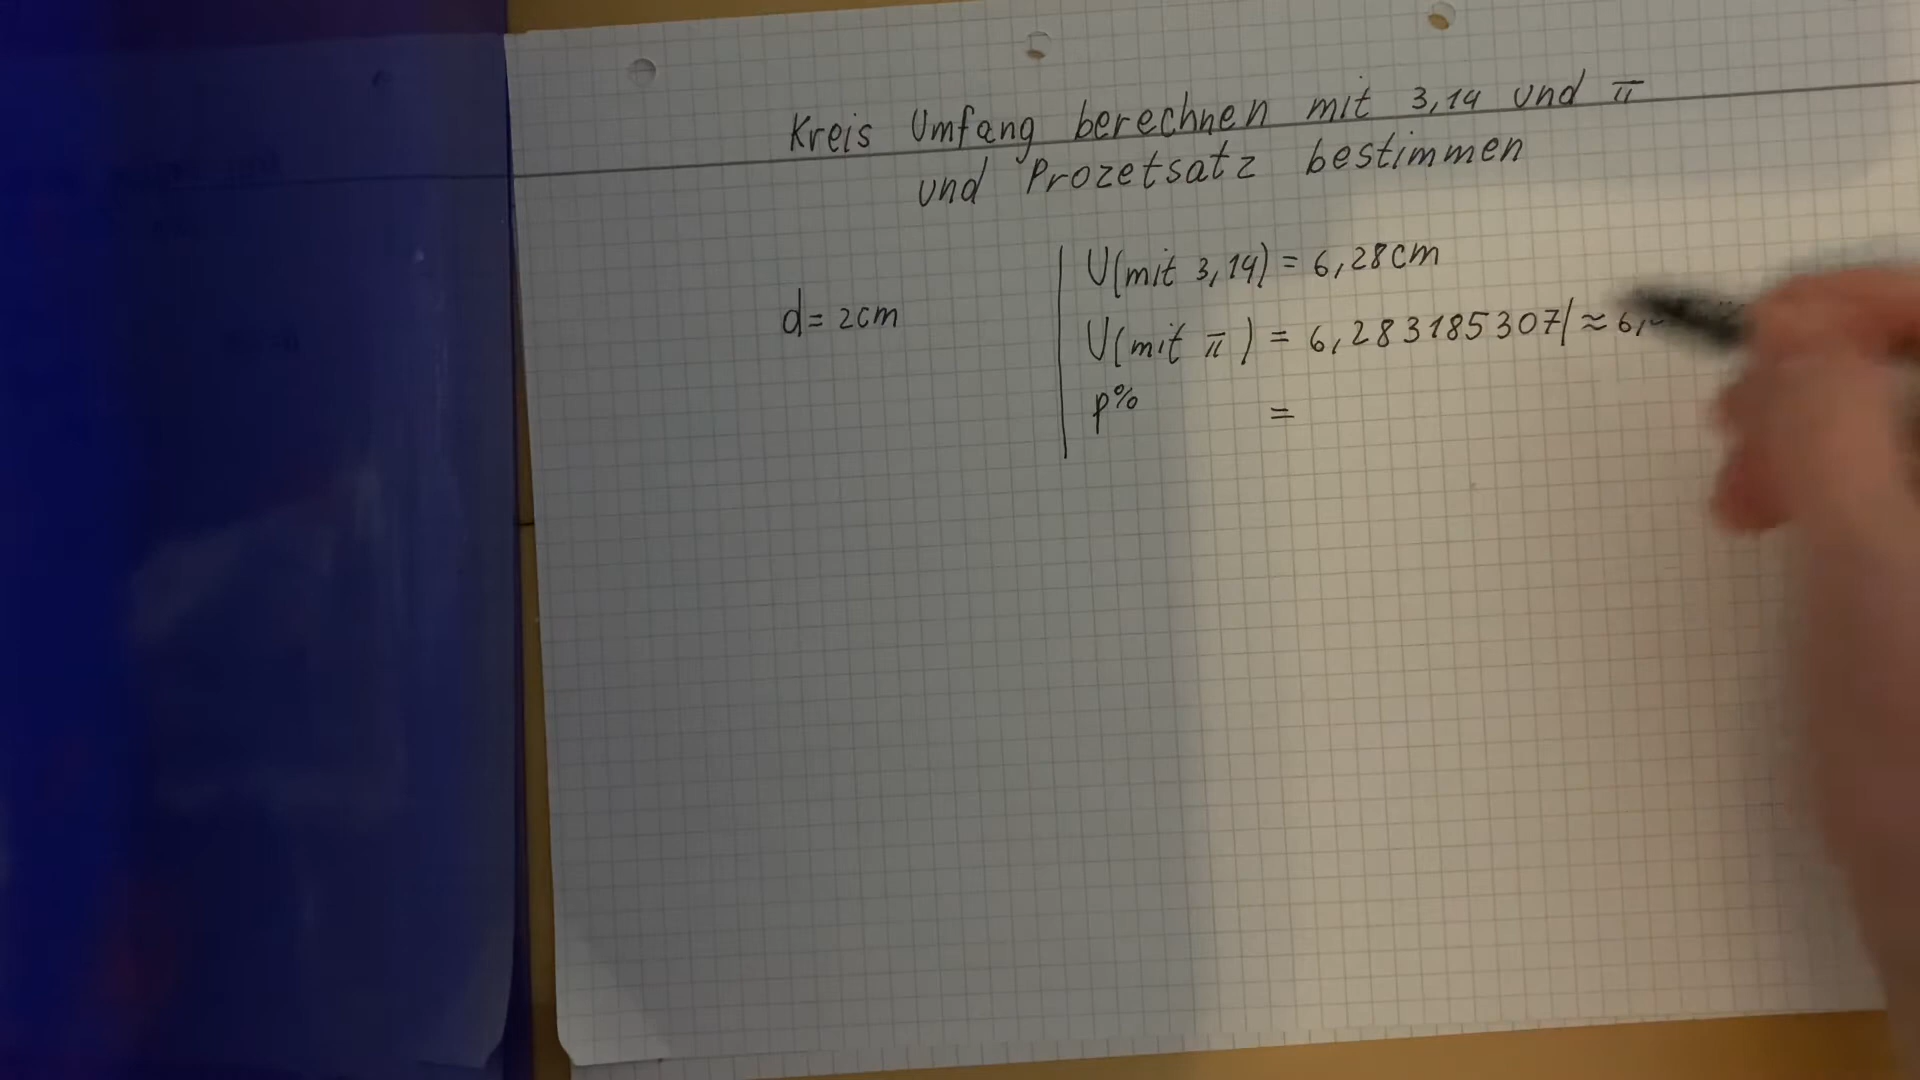 Kreis Umfang berechnen mit 3,14 und π
und Prozetsatz bestimmen
d= 2cm
U(mit 3,14) = 6,28cm
U(mit π) = 6,283185307| ≈ 6,
p% =